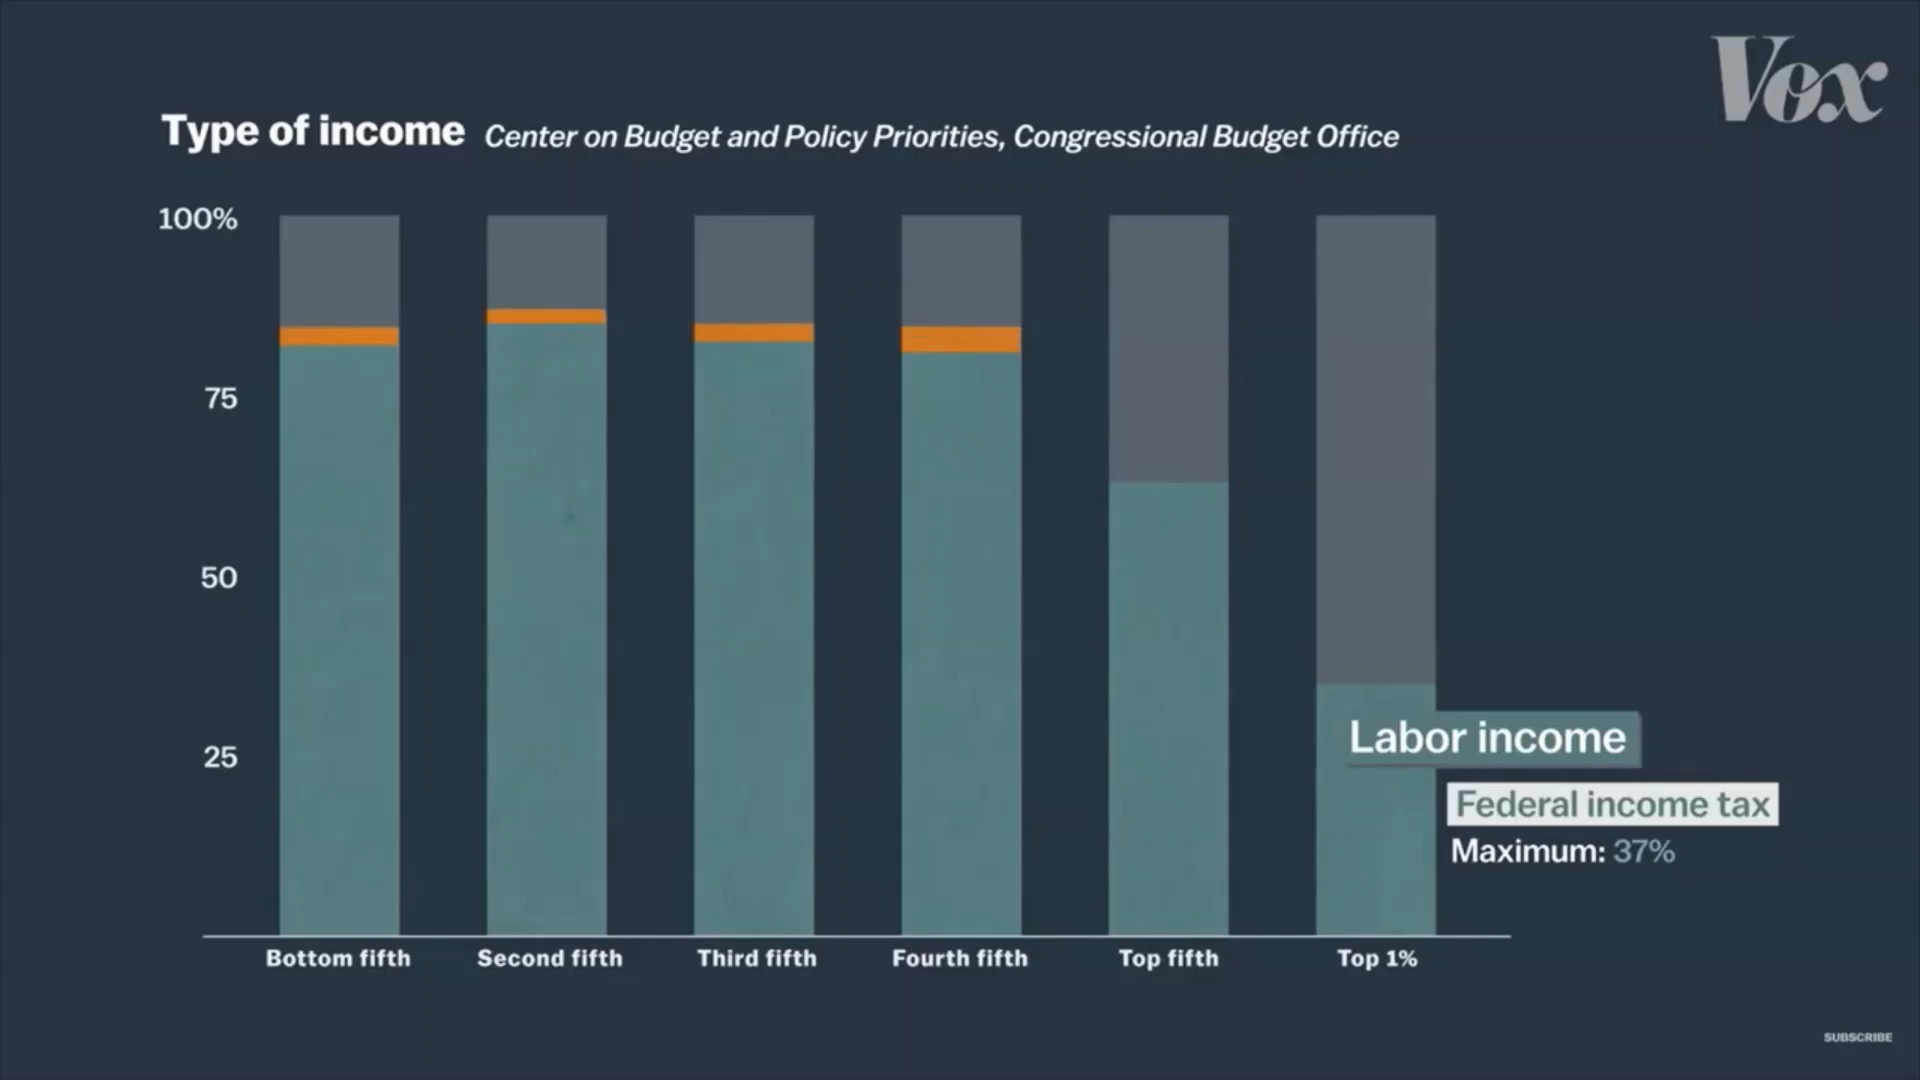 Vox
Type of income Center on Budget and Policy Priorities, Congressional Budget Office
100%
75
50
25
Labor income
Federal income tax
Maximum: 37%
Bottom fifth Second fifth Third fifth Fourth fifth Top fifth Top 1%
SUBSCRIBE